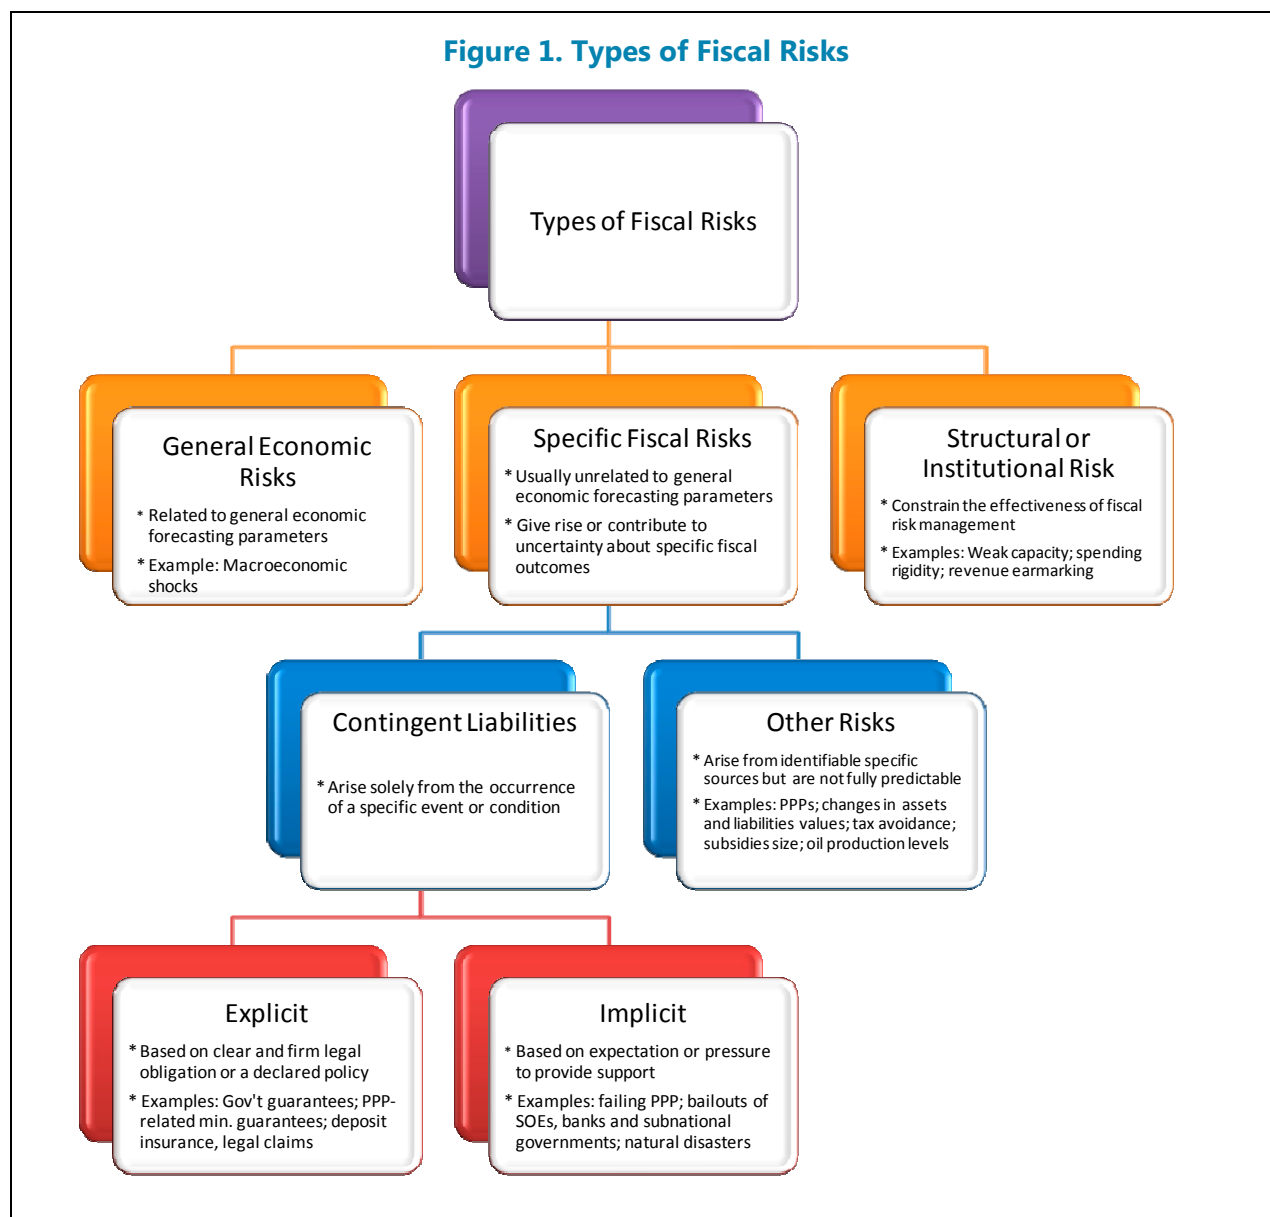 Figure 1. Types of Fiscal Risks
Types of Fiscal Risks
General Economic
Risks
* Related to general economic
forecasting parameters
* Example: Macroeconomic
shocks
Specific Fiscal Risks
* Usually unrelated to general
economic forecasting parameters
* Give rise or contribute to
uncertainty about specific fiscal
outcomes
Structural or
Institutional Risk
* Constrain the effectiveness of fiscal
risk management
* Examples: Weak capacity; spending
rigidity; revenue earmarking
Contingent Liabilities
* Arise solely from the occurrence
of a specific event or condition
Other Risks
* Arise from identifiable specific
sources but are not fully predictable
* Examples: PPPs; changes in assets
and liabilities values; tax avoidance;
subsidies size; oil production levels
Explicit
* Based on clear and firm legal
obligation or a declared policy
* Examples: Gov't guarantees; PPP-
related min. guarantees; deposit
insurance, legal claims
Implicit
* Based on expectation or pressure
to provide support
* Examples: failing PPP; bailouts of
SOEs, banks and subnational
governments; natural disasters